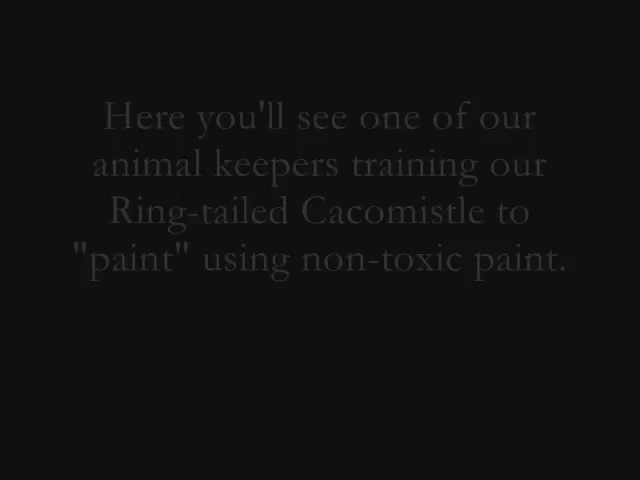 Here you'll see one of our
animal keepers training our
Ring-tailed Cacomistle to
"paint" using non-toxic paint.